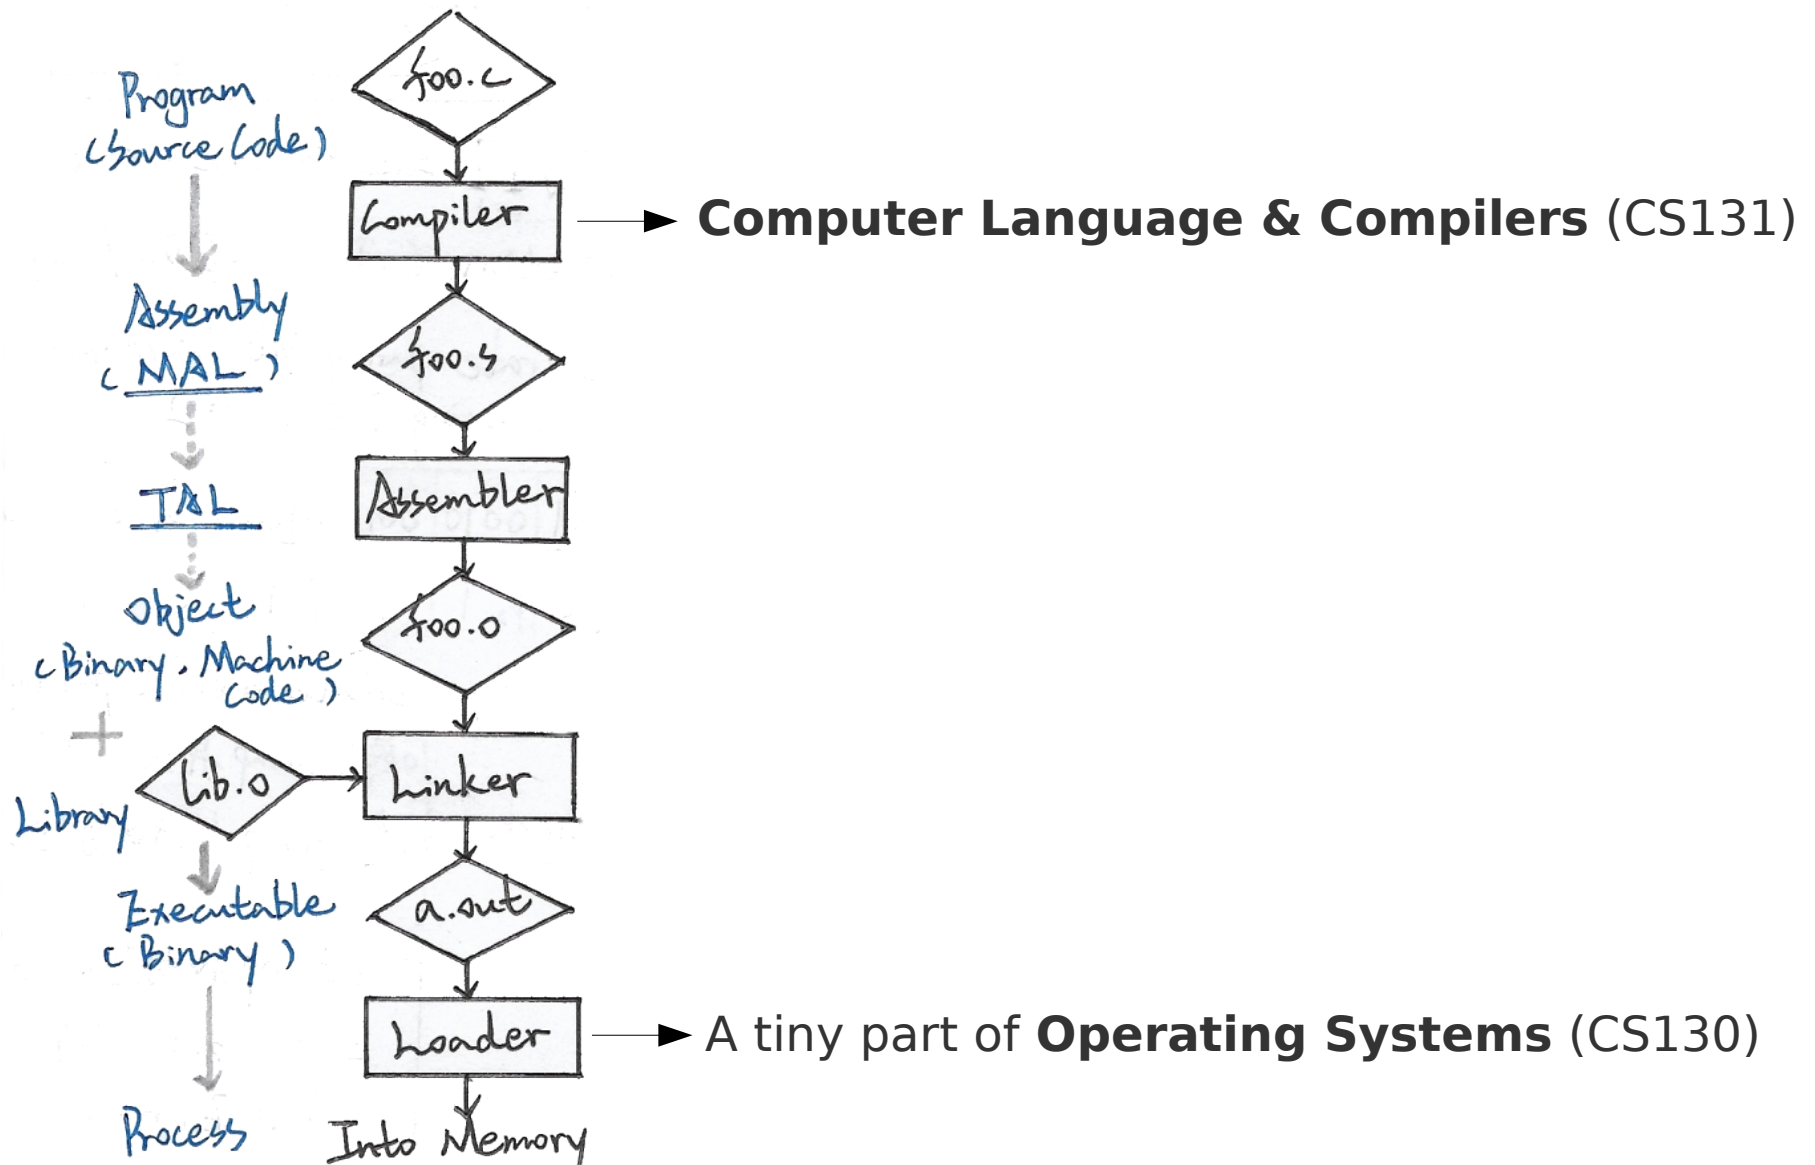 foo.c
Program
(Source Code)
Compiler
Computer Language & Compilers (CS131)
Assembly
(MAL)
foo.s
TAL
Assembler
Object
(Binary, Machine
Code)
foo.o
+
Lib.o
Library
Linker
Executable
(Binary)
a.out
Loader
A tiny part of Operating Systems (CS130)
Process
Into Memory